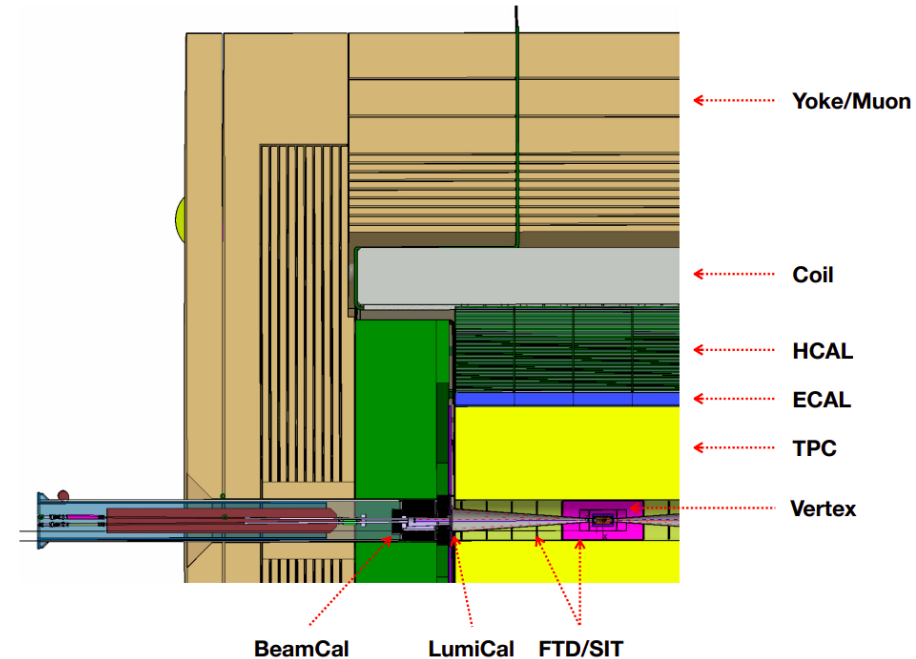 Yoke/Muon
Coil
HCAL
ECAL
TPC
Vertex
BeamCal LumiCal FTD/SIT